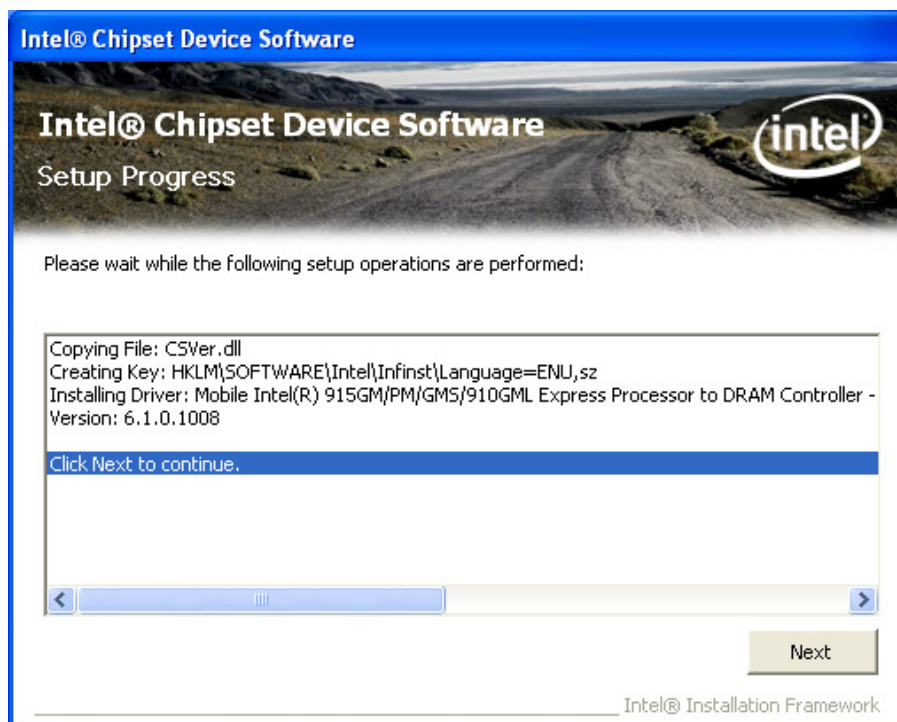 Intel® Chipset Device Software
Intel® Chipset Device Software
intel
Setup Progress
Please wait while the following setup operations are performed:
Copying File: CSVer.dll
Creating Key: HKLM\SOFTWARE\Intel\Infinst\Language=ENU,sz
Installing Driver: Mobile Intel(R) 915GM/PM/GMS/910GML Express Processor to DRAM Controller -
Version: 6.1.0.1008
Click Next to continue.
Next
Intel® Installation Framework